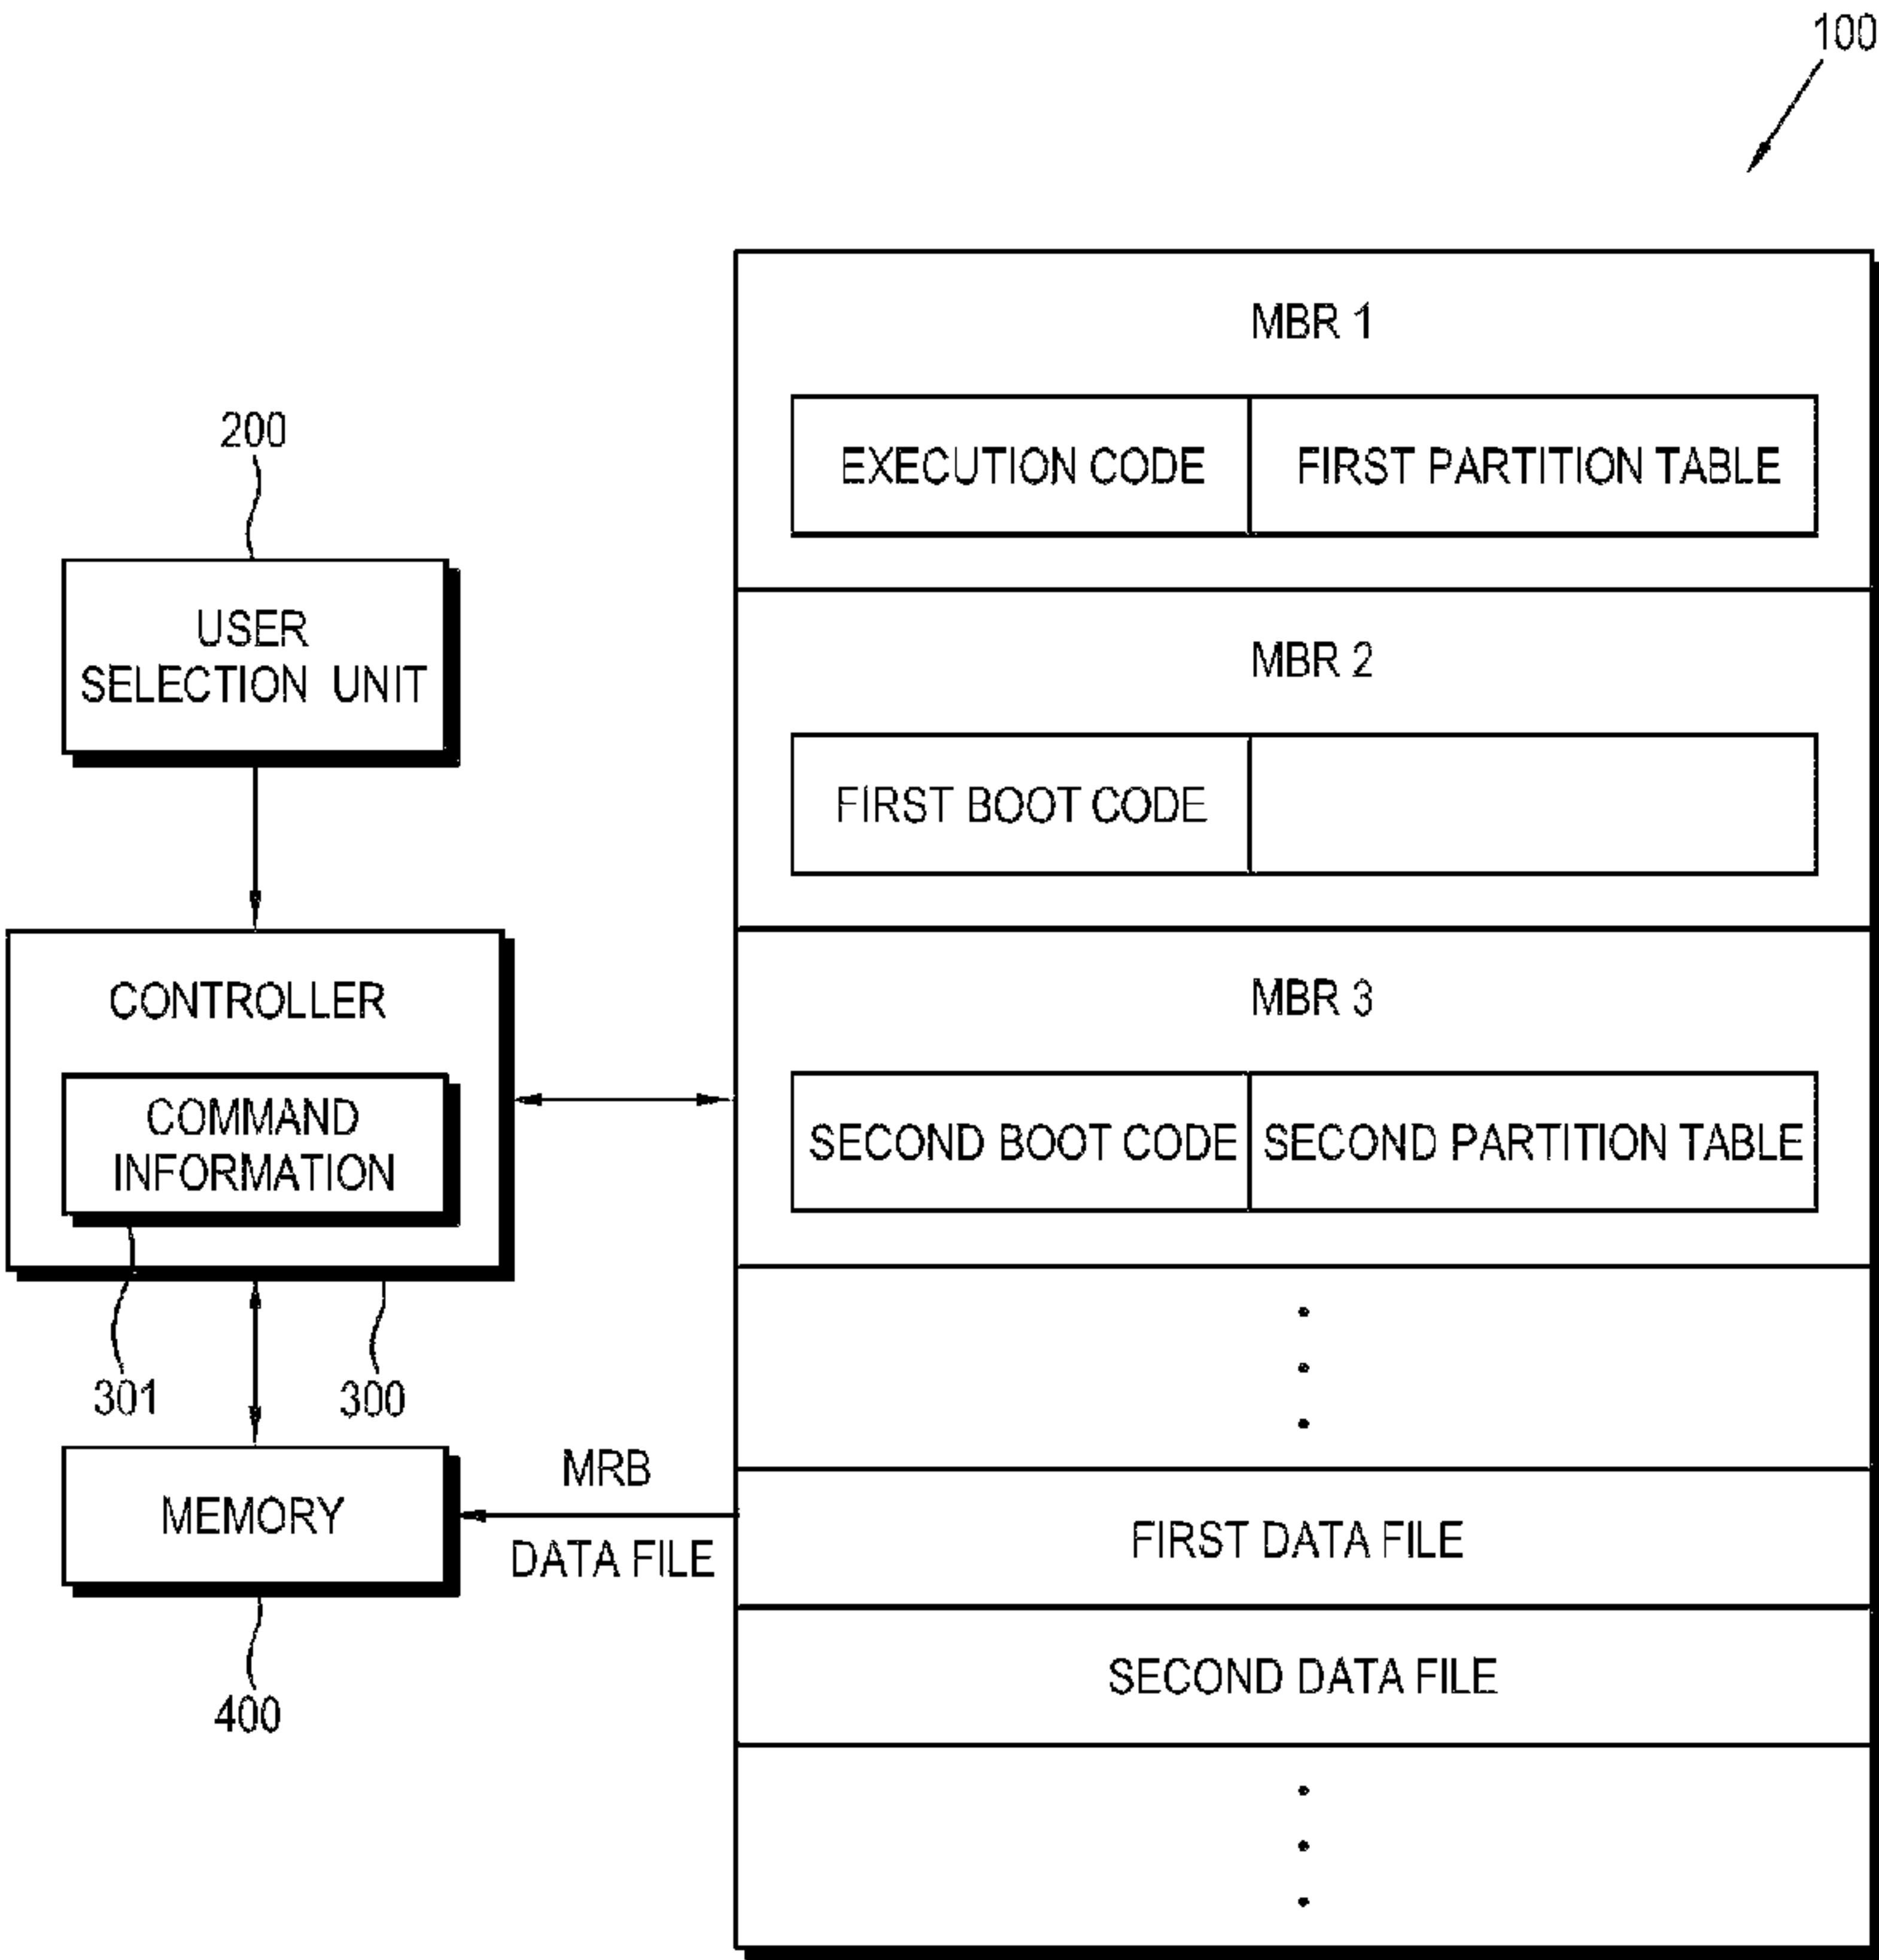 100
MBR 1
EXECUTION CODE
FIRST PARTITION TABLE
200
USER
SELECTION UNIT
MBR 2
FIRST BOOT CODE
CONTROLLER
COMMAND
INFORMATION
MBR 3
SECOND BOOT CODE
SECOND PARTITION TABLE
301
300
MEMORY
400
MRB
DATA FILE
FIRST DATA FILE
SECOND DATA FILE